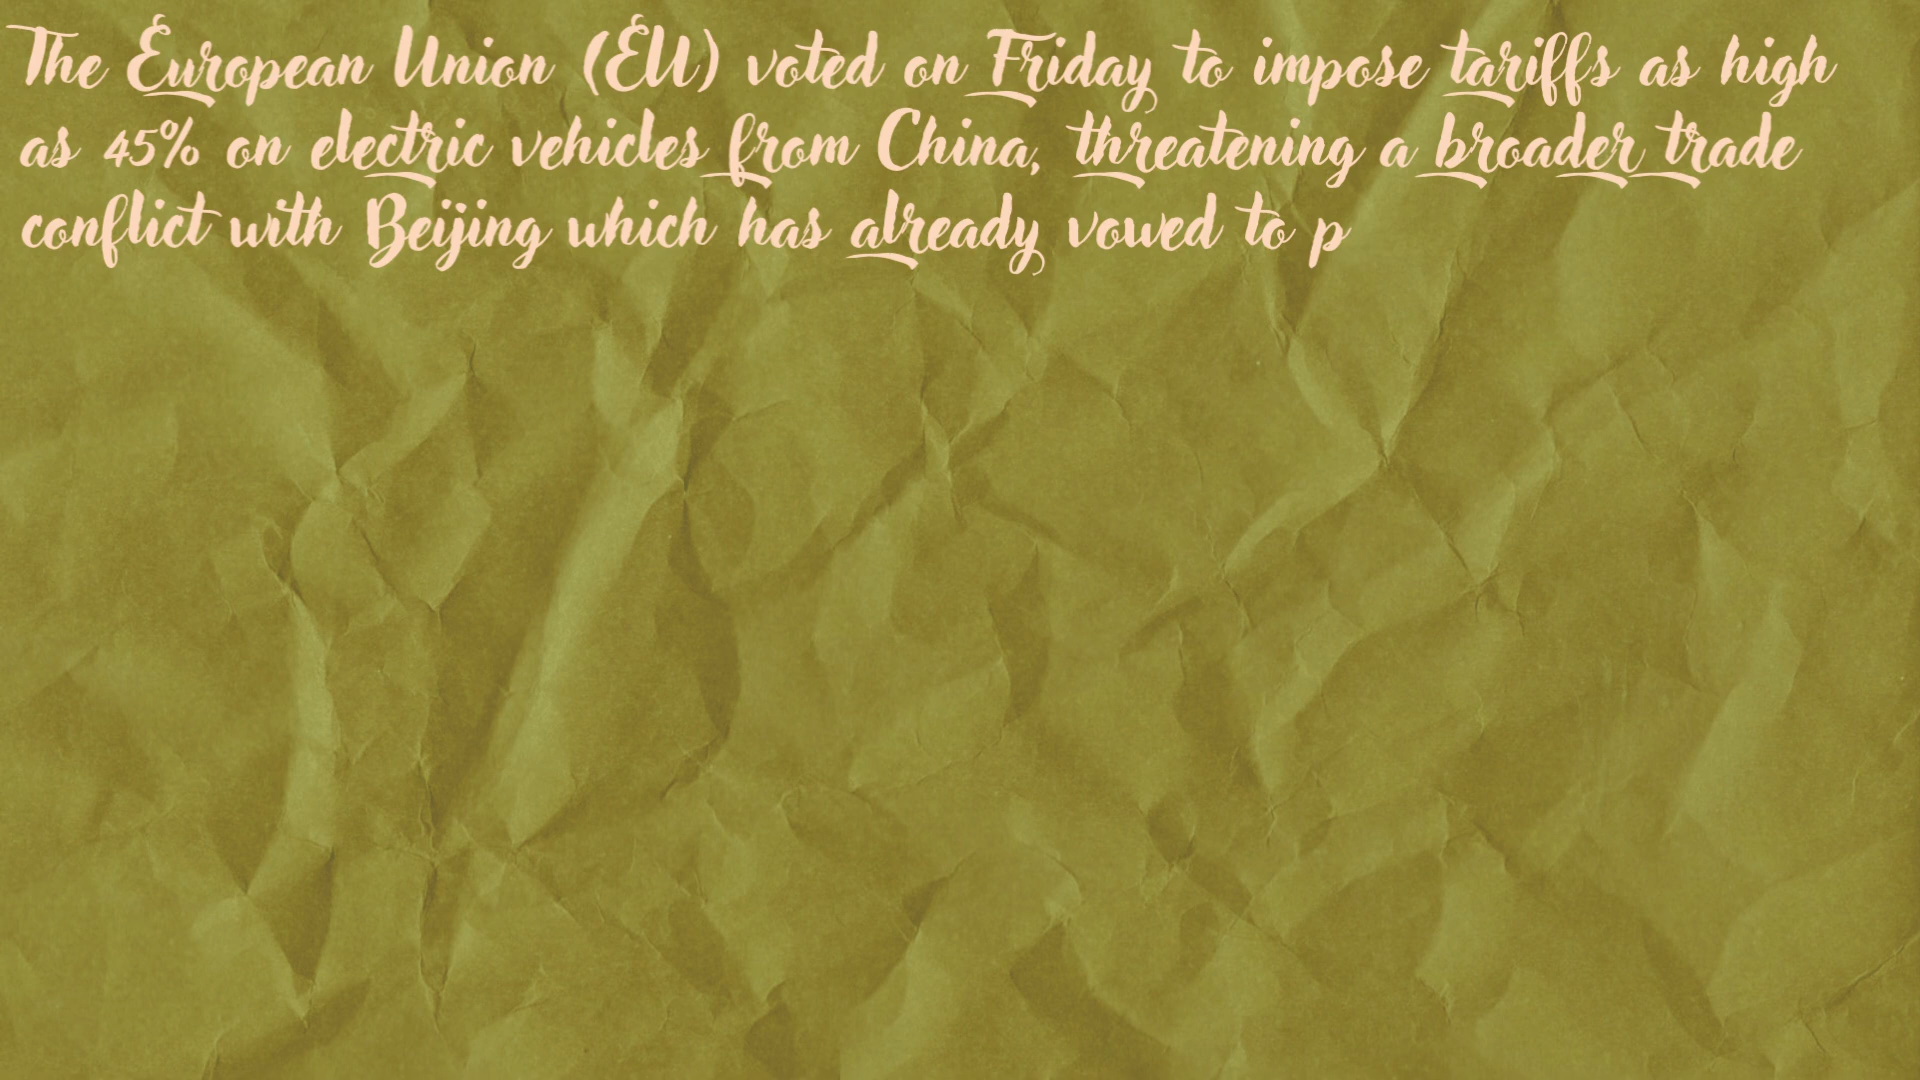 The European Union (EU) voted on Friday to impose tariffs as high
as 45% on electric vehicles from China, threatening a broader trade
conflict with Beijing which has already vowed to p